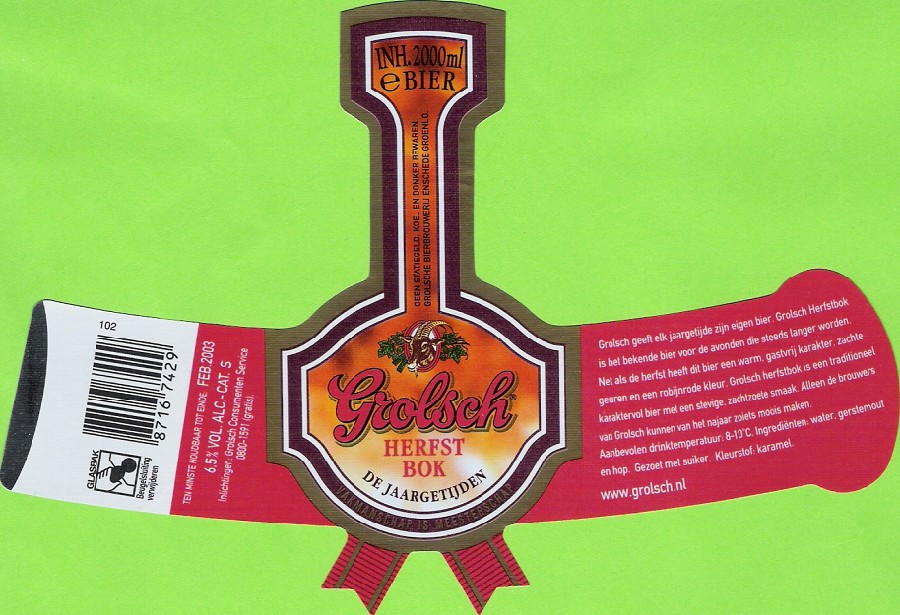 INH. 2000 ml
e BIER
GEEN STATIEGELD. KOEL EN DONKER BEWAREN.
GROLSCHE BIERBROUWERIJ ENSCHEDE GROENLO.
Grolsch
HERFST
BOK
DE JAARGETIJDEN
VAKMANSCHAP IS MEESTERSCHAP
102
8716 7429
GLASBAK
Beugelsluiting
verwijderen
TEN MINSTE HOUDBAAR TOT EINDE: FEB.2003
6,5 % VOL. ALC-CAT. S
Inlichtingen: Grolsch Consumenten Service
0800-1591 (gratis).
Grolsch geeft elk jaargetijde zijn eigen bier. Grolsch Herfstbok
is het bekende bier voor de avonden die steeds langer worden.
Net als de herfst heeft dit bier een warm, gastvrij karakter, zachte
geuren en een robijnrode kleur. Grolsch herfstbok is een traditioneel
karaktervol bier met een stevige, zachtzoete smaak. Alleen de brouwers
van Grolsch kunnen van het najaar zoiets moois maken.
Aanbevolen drinktemperatuur: 8-10°C. Ingrediënten: water, gerstemout
en hop. Gezoet met suiker. Kleurstof: karamel.
www.grolsch.nl